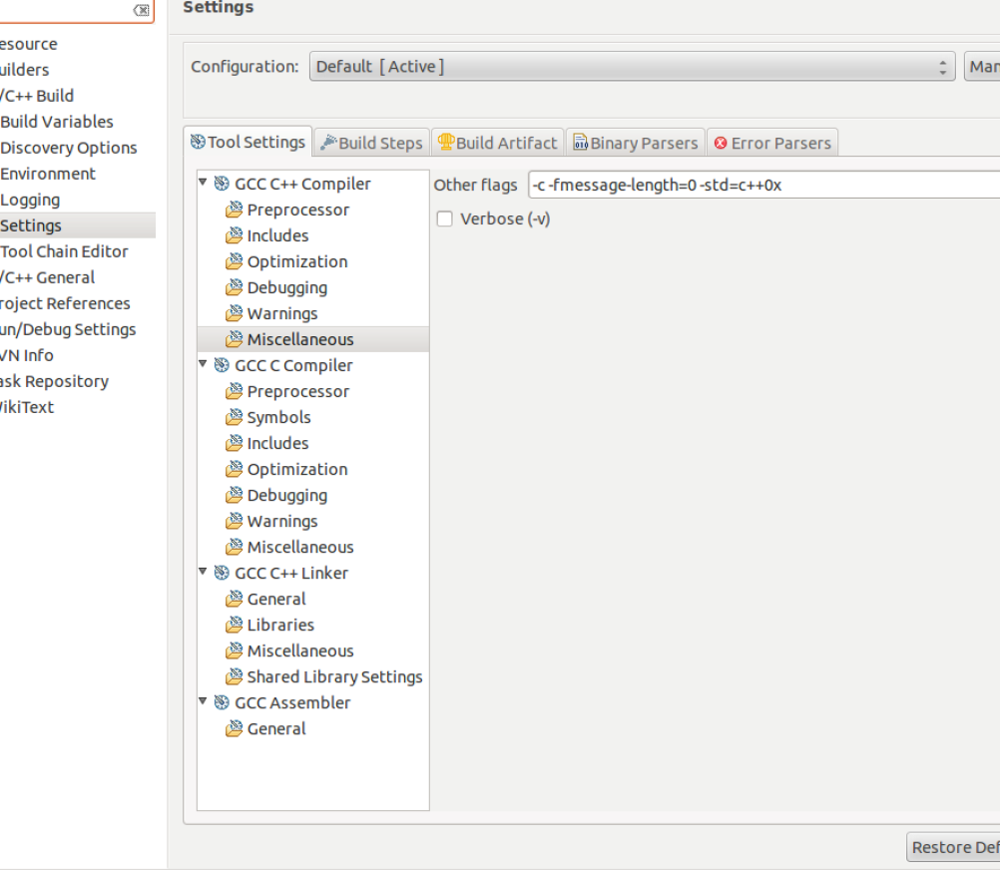 Settings
esource
uilders
/C++ Build
Build Variables
Discovery Options
Environment
Logging
Settings
Tool Chain Editor
/C++ General
roject References
un/Debug Settings
VN Info
ask Repository
/ikiText
Configuration: Default [ Active ] Man
Tool Settings Build Steps Build Artifact Binary Parsers Error Parsers
GCC C++ Compiler
Preprocessor
Includes
Optimization
Debugging
Warnings
Miscellaneous
GCC C Compiler
Preprocessor
Symbols
Includes
Optimization
Debugging
Warnings
Miscellaneous
GCC C++ Linker
General
Libraries
Miscellaneous
Shared Library Settings
GCC Assembler
General
Other flags -c -fmessage-length=0 -std=c++0x
Verbose (-v)
Restore Def